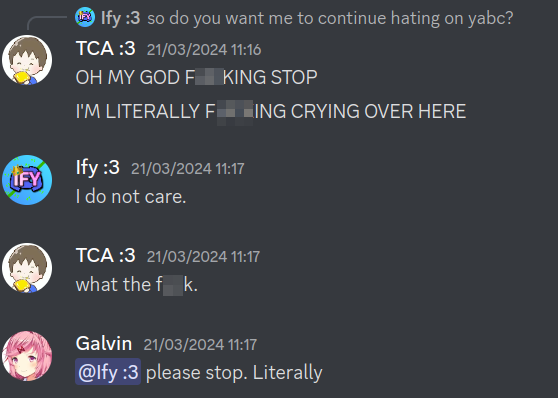 Ify :3 so do you want me to continue hating on yabc?
TCA :3 21/03/2024 11:16
OH MY GOD F KING STOP
I'M LITERALLY F ING CRYING OVER HERE
IFY
Ify :3 21/03/2024 11:17
I do not care.
TCA :3 21/03/2024 11:17
what the f k.
Galvin 21/03/2024 11:17
@Ify :3 please stop. Literally